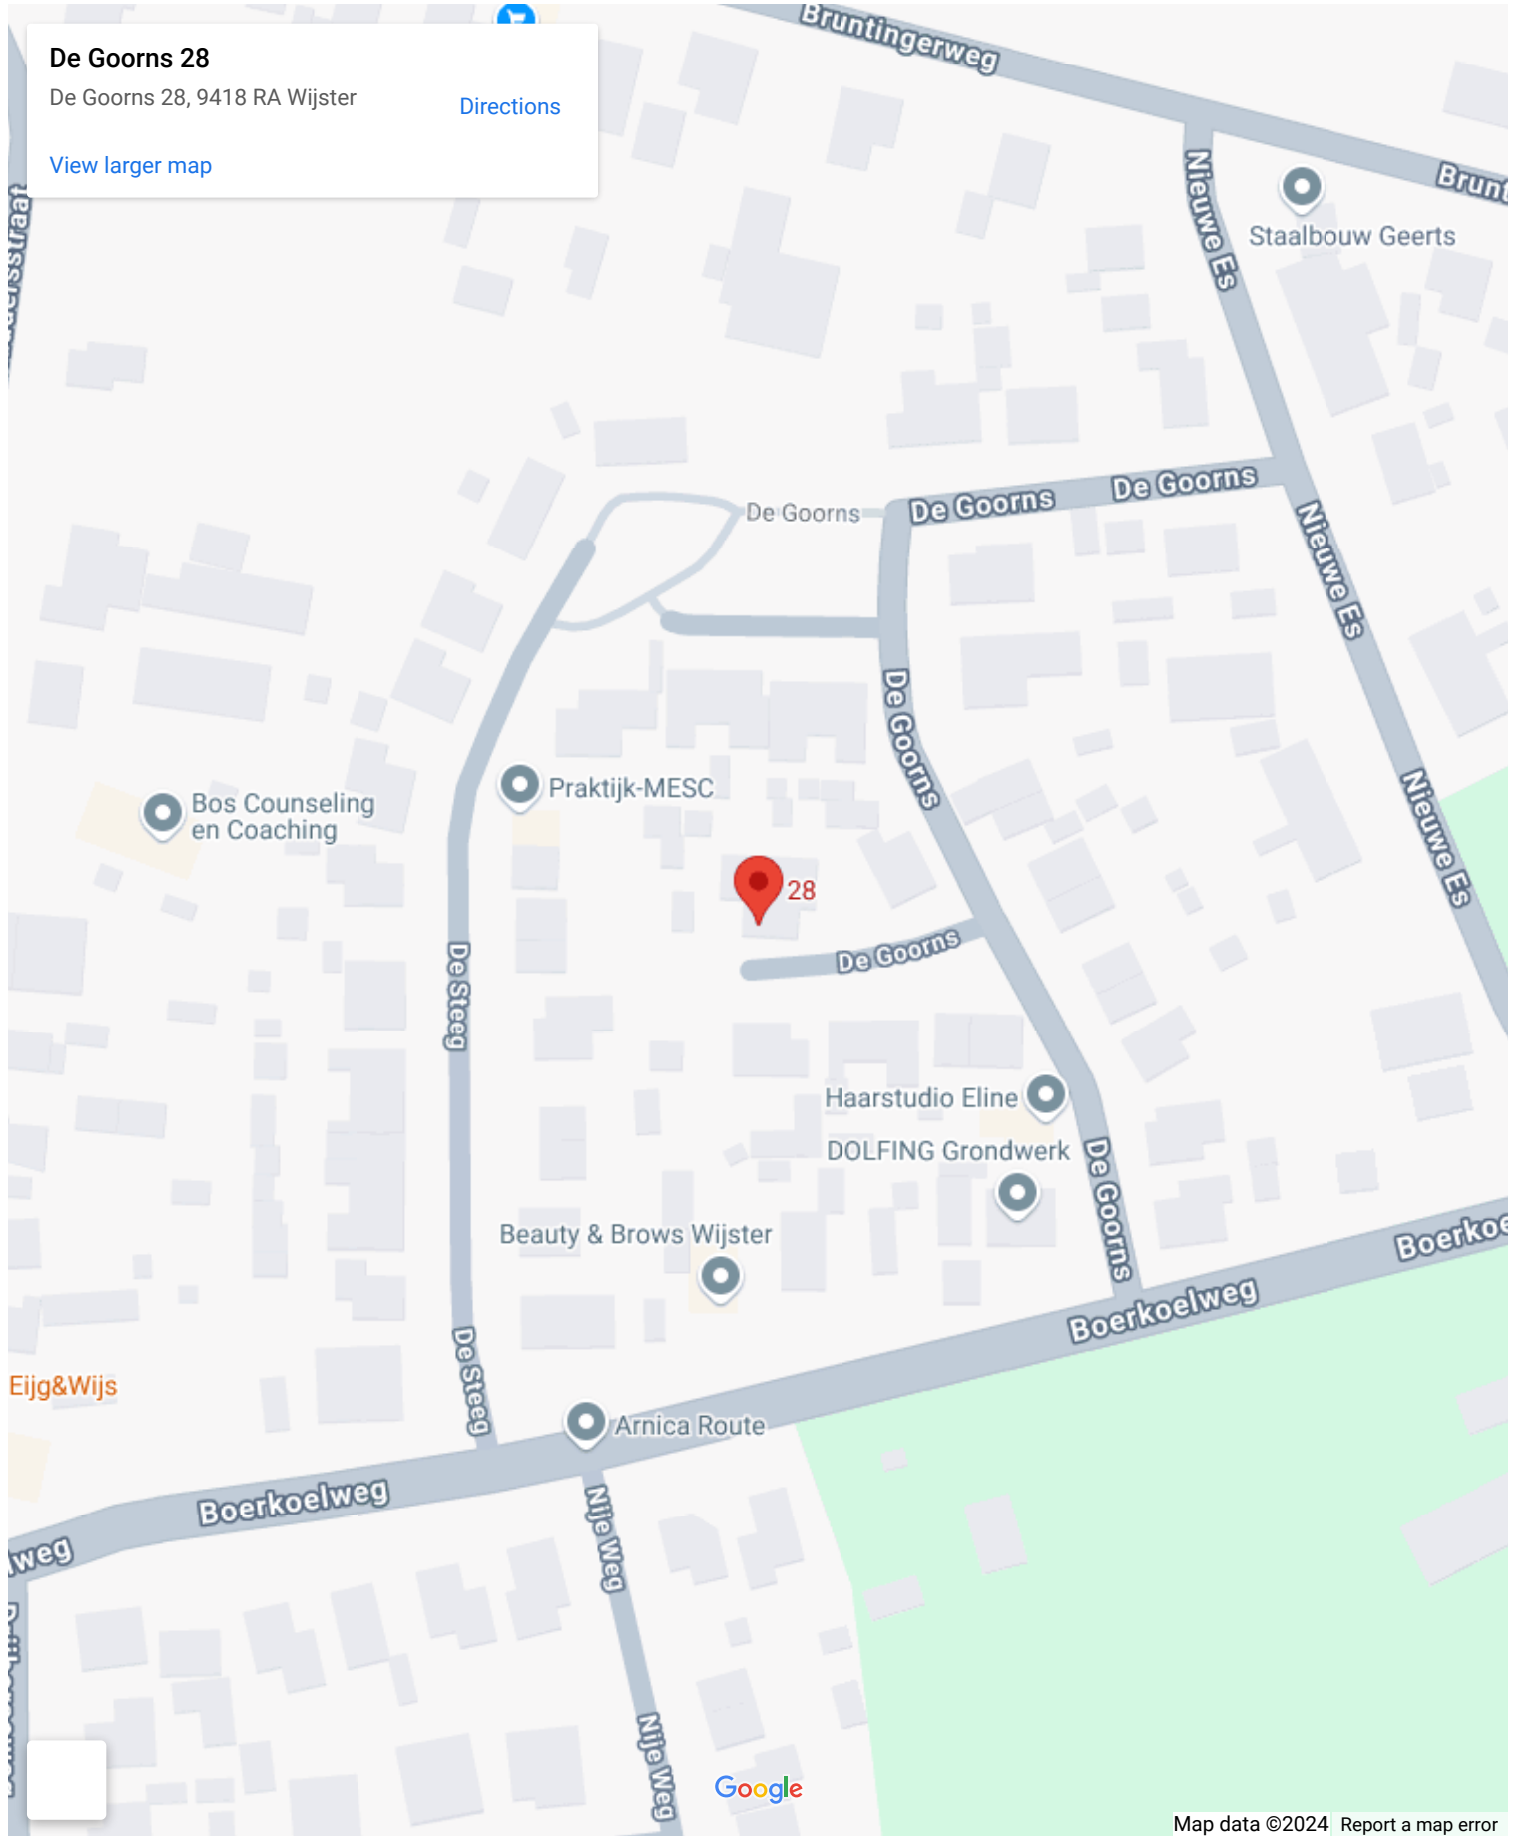 De Goorns 28
De Goorns 28, 9418 RA Wijster
Directions
View larger map
Bruntingerweg
Brunt
Nieuwe Es
Staalbouw Geerts
De Goorns
De Goorns
De Goorns
Nieuwe Es
De Goorns
Praktijk-MESC
Bos Counseling
en Coaching
Nieuwe Es
28
De Goorns
De Steeg
Haarstudio Eline
DOLFING Grondwerk
De Goorns
Beauty & Brows Wijster
Boerkoe
Boerkoelweg
De Steeg
Eijg&Wijs
Arnica Route
Boerkoelweg
weg
Nije Weg
Nije Weg
Google
Map data ©2024
Report a map error